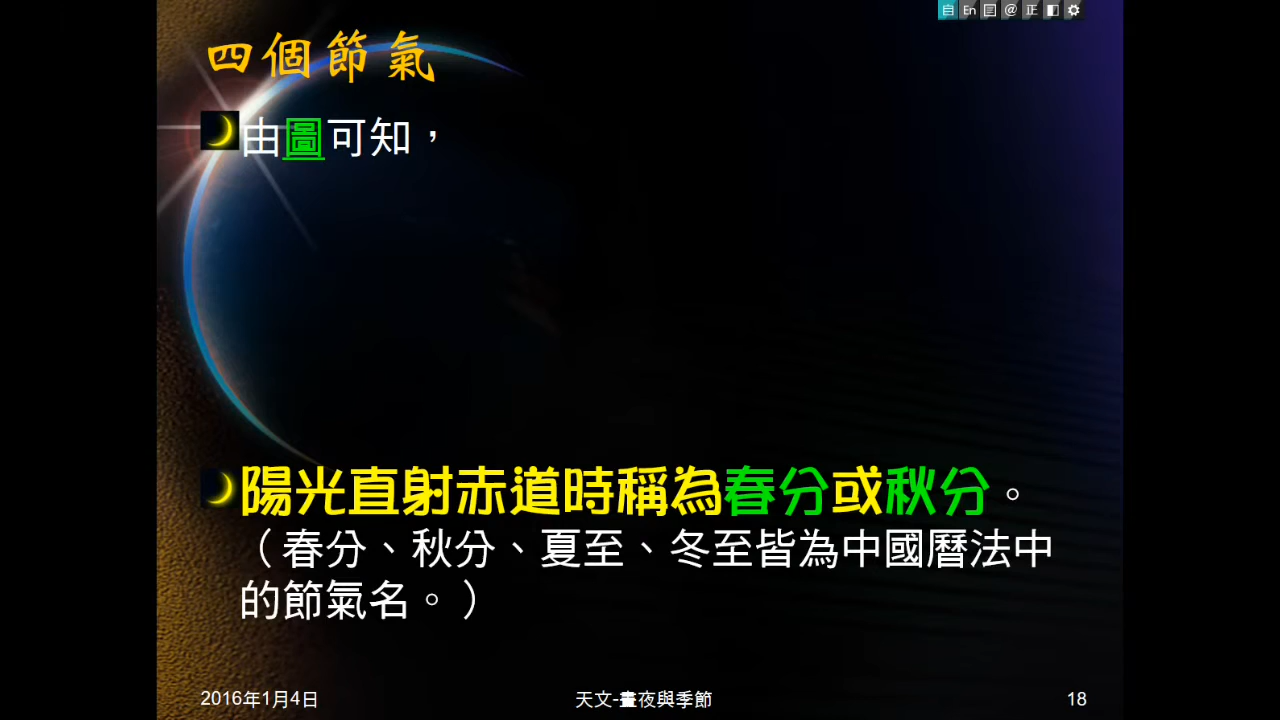 自 En @ 正
四個節氣
由圖可知，
陽光直射赤道時稱為春分或秋分。
（春分、秋分、夏至、冬至皆為中國曆法中
的節氣名。）
2016年1月4日 天文-晝夜與季節 18